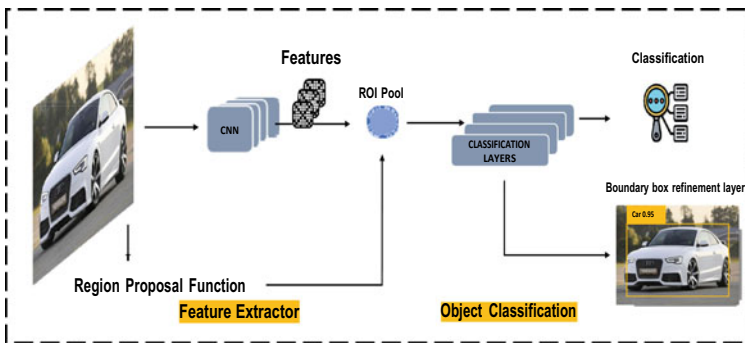 Features
Classification
ROI Pool
CNN
CLASSIFICATION
LAYERS
Boundary box refinement layer
Car 0.95
Region Proposal Function
Feature Extractor
Object Classification